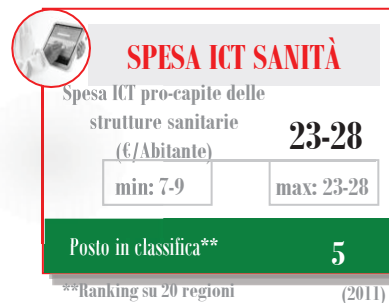 SPESA ICT SANITÀ
Spesa ICT pro-capite delle
strutture sanitarie
(€/Abitante)
23-28
min: 7-9
max: 23-28
Posto in classifica**
5
**Ranking su 20 regioni
(2011)